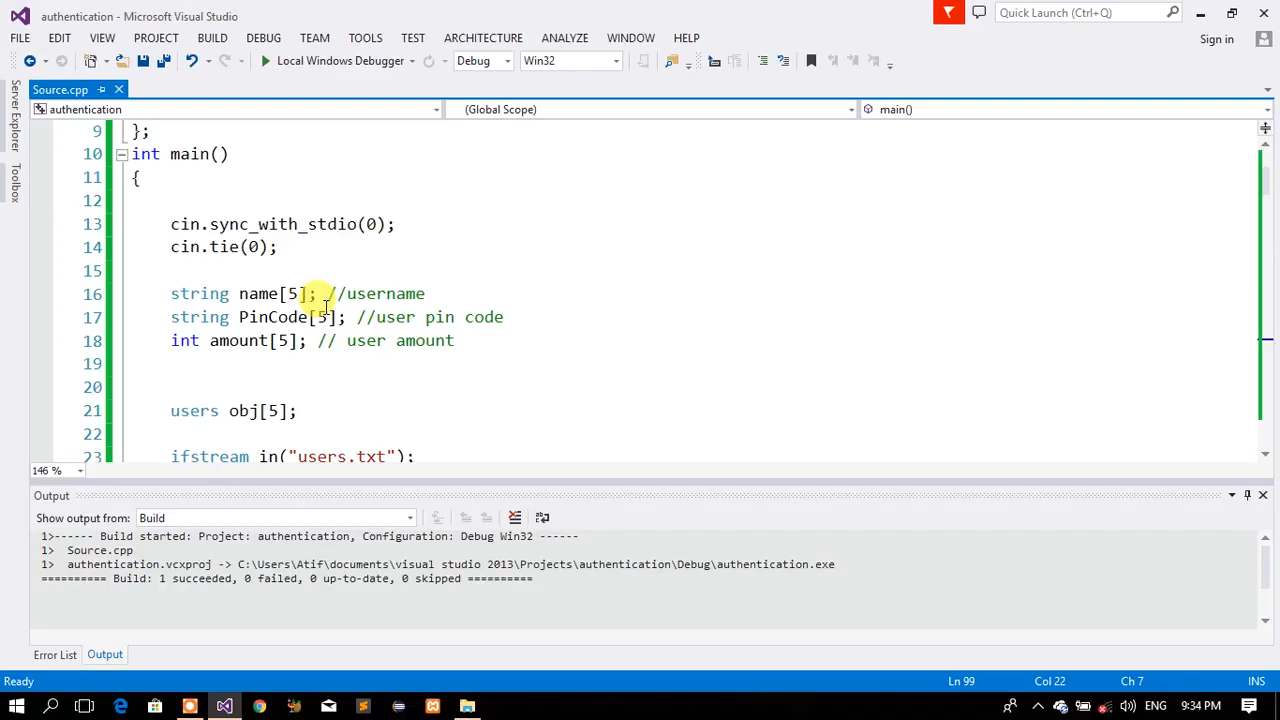 authentication - Microsoft Visual Studio
Quick Launch (Ctrl+Q)
FILE EDIT VIEW PROJECT BUILD DEBUG TEAM TOOLS TEST ARCHITECTURE ANALYZE WINDOW HELP
Sign in
Local Windows Debugger Debug Win32
Server Explorer
Toolbox
Source.cpp
authentication (Global Scope) main()
9 };
10 int main()
11 {
12
13 cin.sync_with_stdio(0);
14 cin.tie(0);
15
16 string name[5]; //username
17 string PinCode[5]; //user pin code
18 int amount[5]; // user amount
19
20
21 users obj[5];
22
23 ifstream in("users.txt");
146 %
Output
Show output from: Build
1>------ Build started: Project: authentication, Configuration: Debug Win32 ------
1> Source.cpp
1> authentication.vcxproj -> C:\Users\Atif\documents\visual studio 2013\Projects\authentication\Debug\authentication.exe
========== Build: 1 succeeded, 0 failed, 0 up-to-date, 0 skipped ==========
Error List Output
Ready Ln 99 Col 22 Ch 7 INS
ENG 9:34 PM